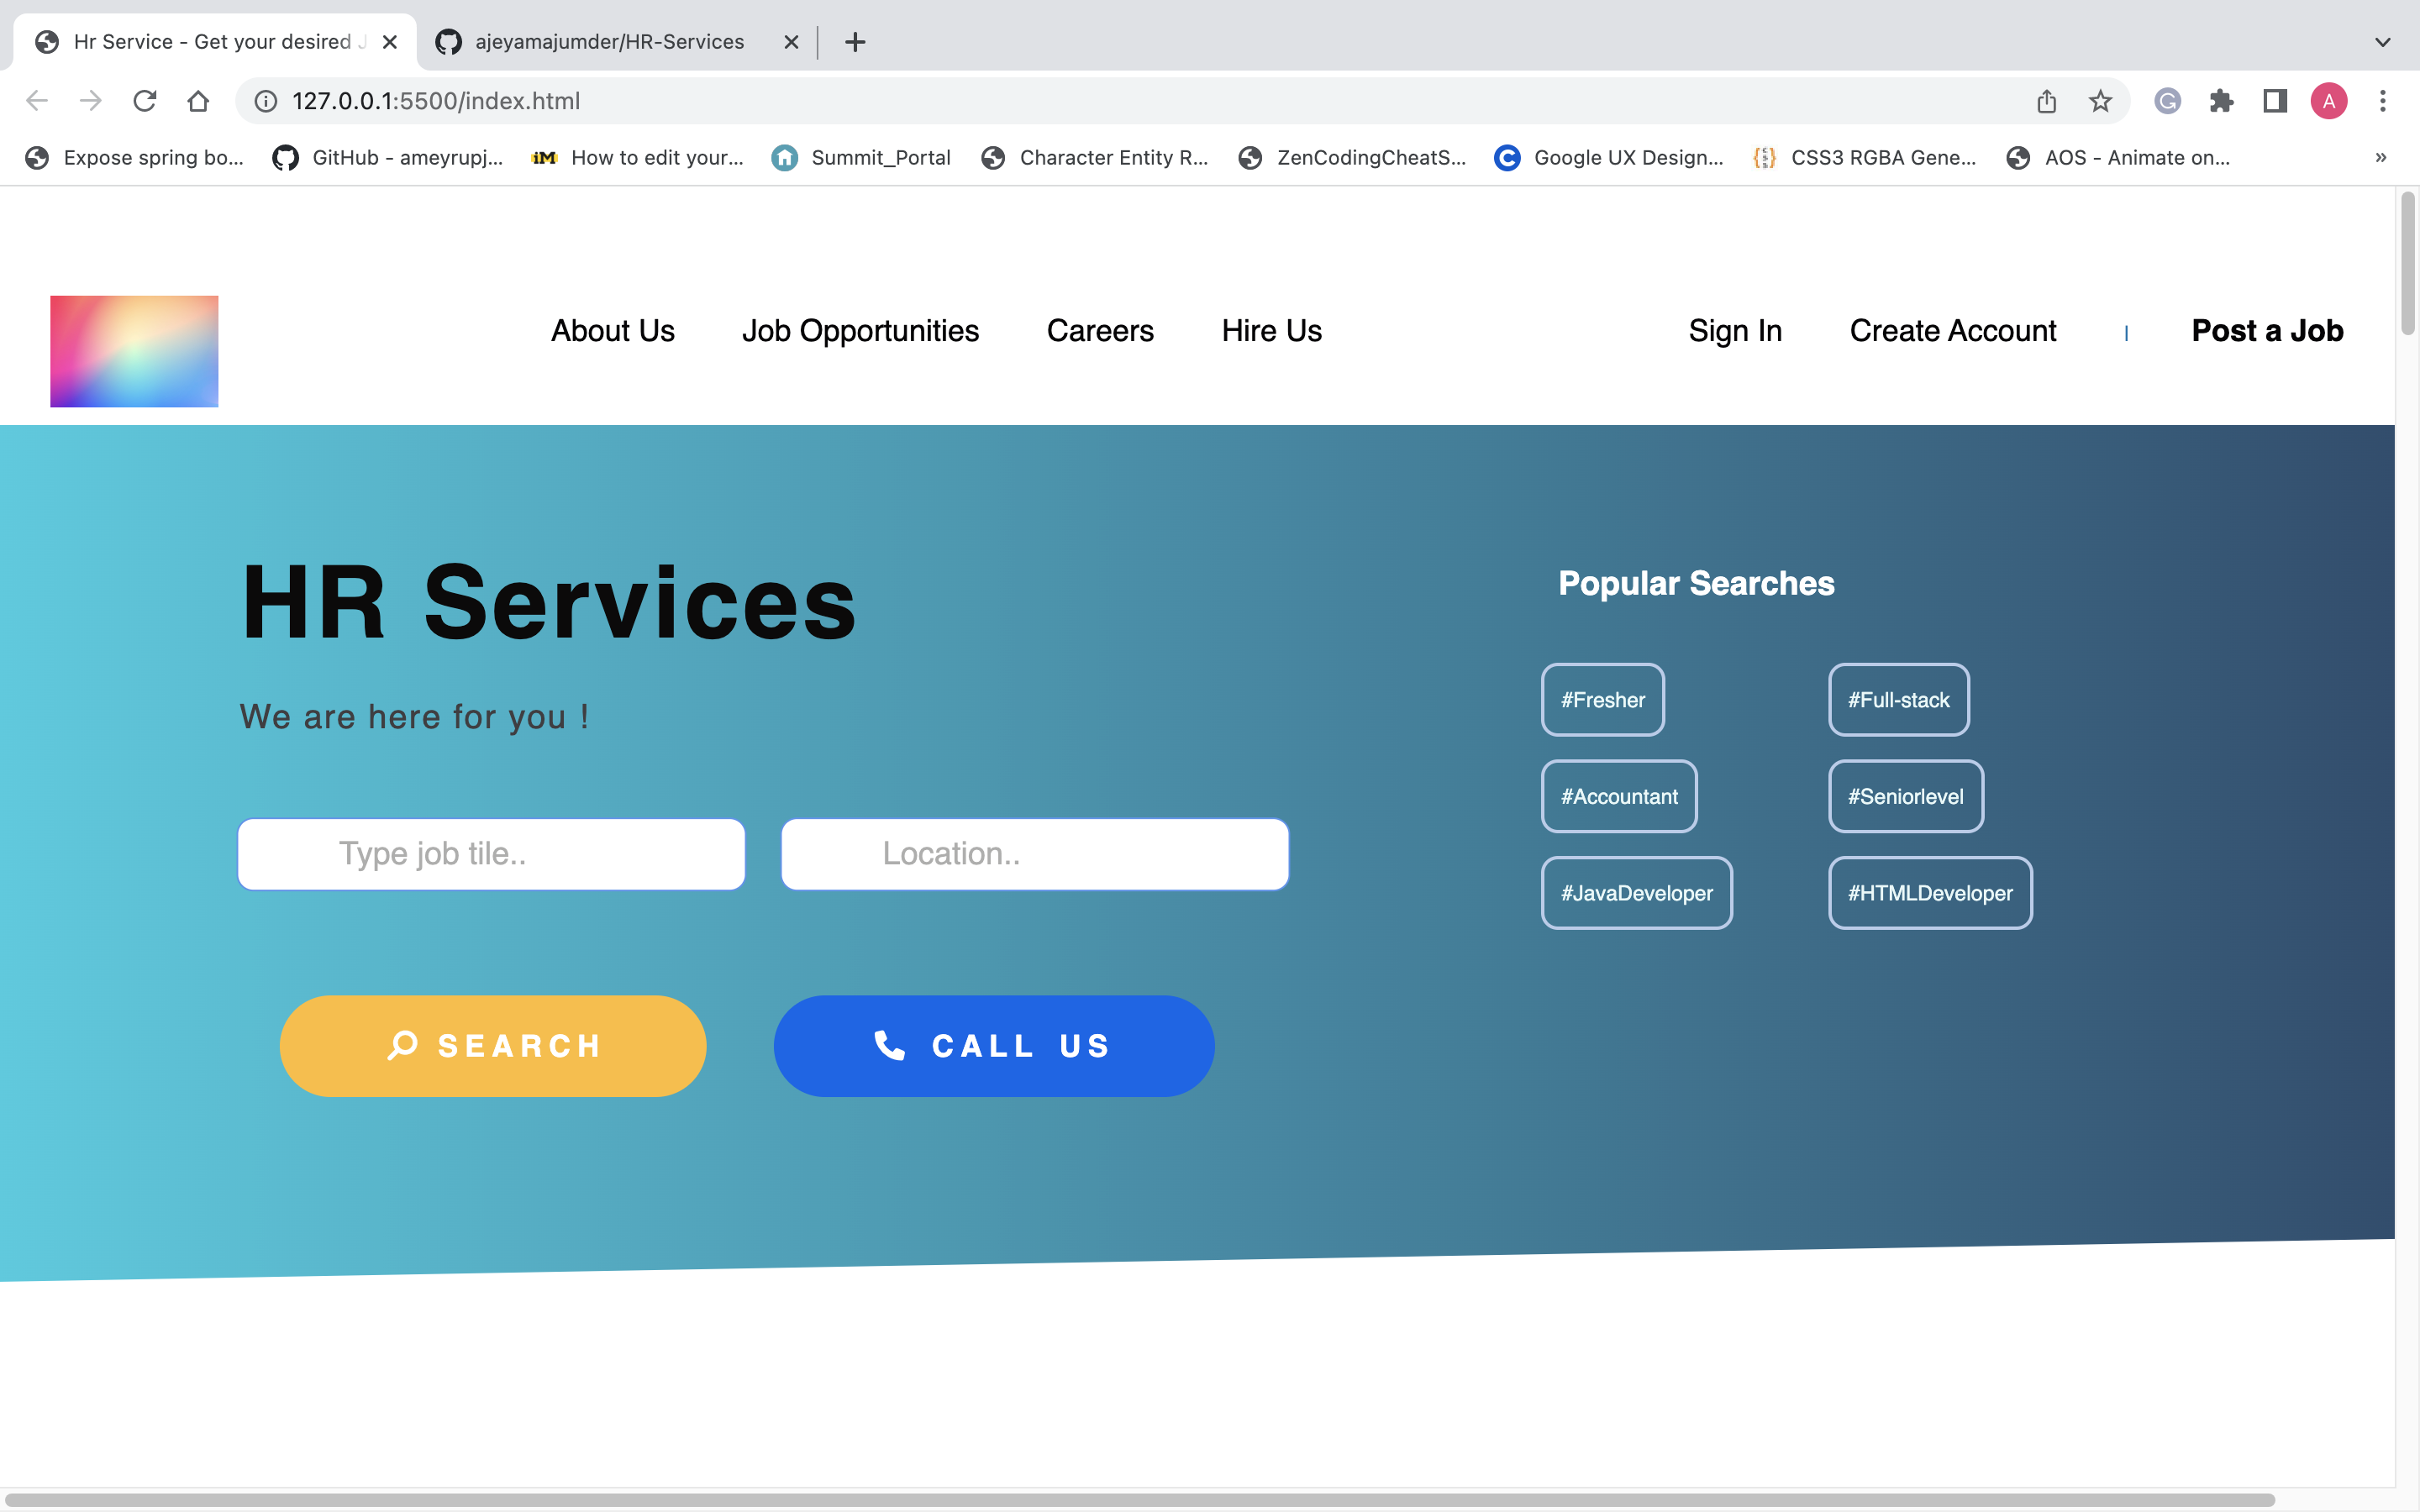 Hr Service - Get your desired J
ajeyamajumder/HR-Services
127.0.0.1:5500/index.html
A
Expose spring bo...
GitHub - ameyrupj...
iM
How to edit your...
Summit_Portal
Character Entity R...
ZenCodingCheatS...
C
Google UX Design...
CSS3 RGBA Gene...
AOS - Animate on...
»
About Us
Job Opportunities
Careers
Hire Us
Sign In
Create Account
|
Post a Job
HR Services
We are here for you !
Type job tile..
Location..
SEARCH
CALL US
Popular Searches
#Fresher
#Full-stack
#Accountant
#Seniorlevel
#JavaDeveloper
#HTMLDeveloper